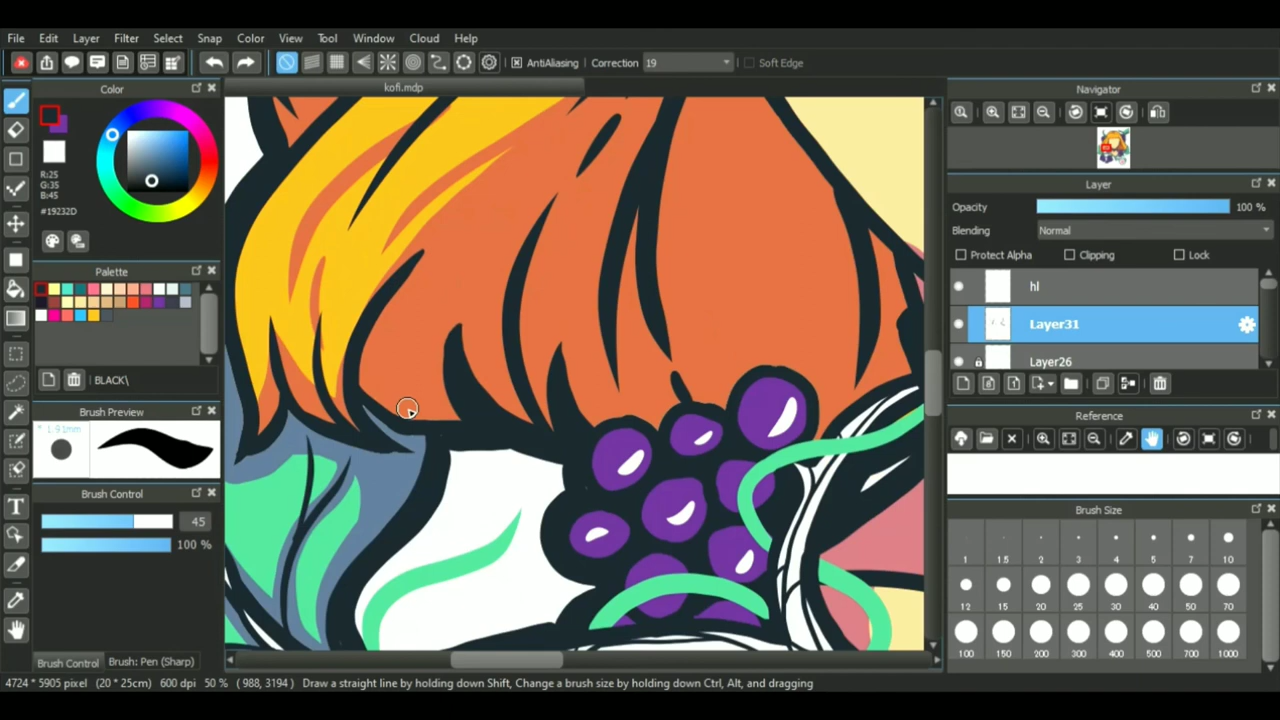 File Edit Layer Filter Select Snap Color View Tool Window Cloud Help
AntiAliasing Correction 19 Soft Edge
Color
kofi.mdp
Navigator
R:25
G:35
B:45
#19232D
Layer
Opacity 100 %
Blending Normal
Protect Alpha Clipping Lock
Palette
hl
Layer31
Layer26
BLACK\
Brush Preview
* 1.91mm
Reference
Brush Control
45
100 %
T
Brush Size
1 1.5 2 3 4 5 7 10
12 15 20 25 30 40 50 70
100 150 200 300 400 500 700 1000
Brush Control Brush: Pen (Sharp)
4724 * 5905 pixel (20 * 25cm) 600 dpi 50 % ( 988, 3194 ) Draw a straight line by holding down Shift, Change a brush size by holding down Ctrl, Alt, and dragging